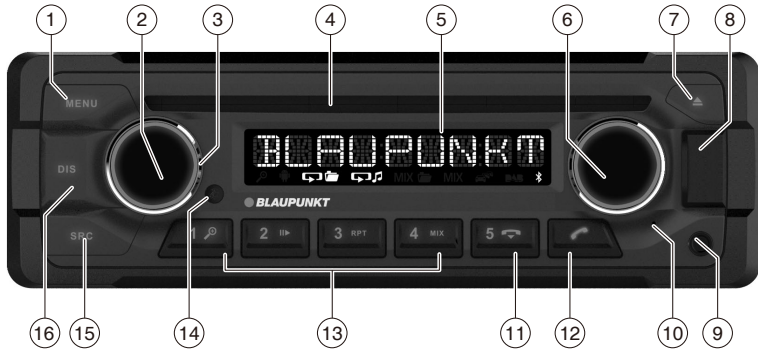 1 2 3 4 5 6 7 8
MENU
BLAUPUNKT
DIS
MIX MIX
BLAUPUNKT
SRC
1 2 3 RPT 4 MIX 5
16 15 14 13 11 12 10 9